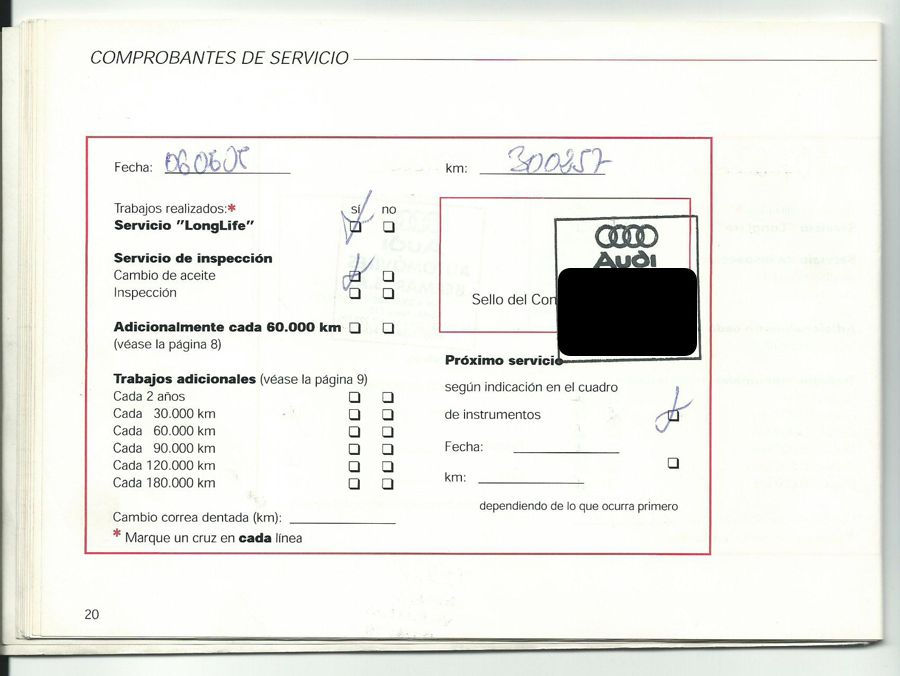 COMPROBANTES DE SERVICIO
Fecha: 060605
km: 300257
Trabajos realizados:* sí no
Servicio "LongLife"
Servicio de inspección
Cambio de aceite
Inspección
Adicionalmente cada 60.000 km
(véase la página 8)
Trabajos adicionales (véase la página 9)
Cada 2 años
Cada 30.000 km
Cada 60.000 km
Cada 90.000 km
Cada 120.000 km
Cada 180.000 km
Cambio correa dentada (km):
* Marque un cruz en cada línea
Audi
Sello del Con
Próximo servicio
según indicación en el cuadro
de instrumentos
Fecha:
km:
dependiendo de lo que ocurra primero
20